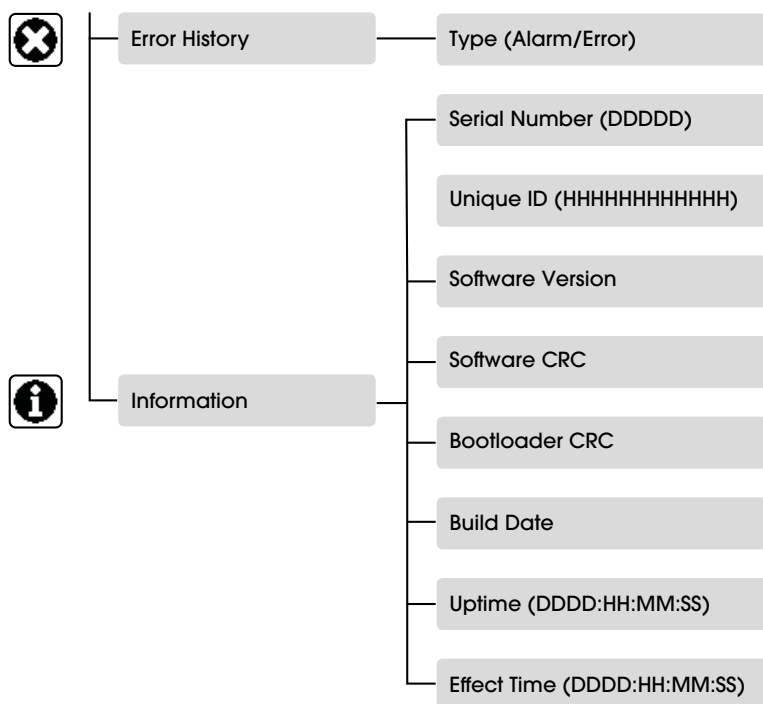 Error History
Type (Alarm/Error)
Serial Number (DDDDD)
Unique ID (HHHHHHHHHHHH)
Software Version
Software CRC
Information
Bootloader CRC
Build Date
Uptime (DDDD:HH:MM:SS)
Effect Time (DDDD:HH:MM:SS)